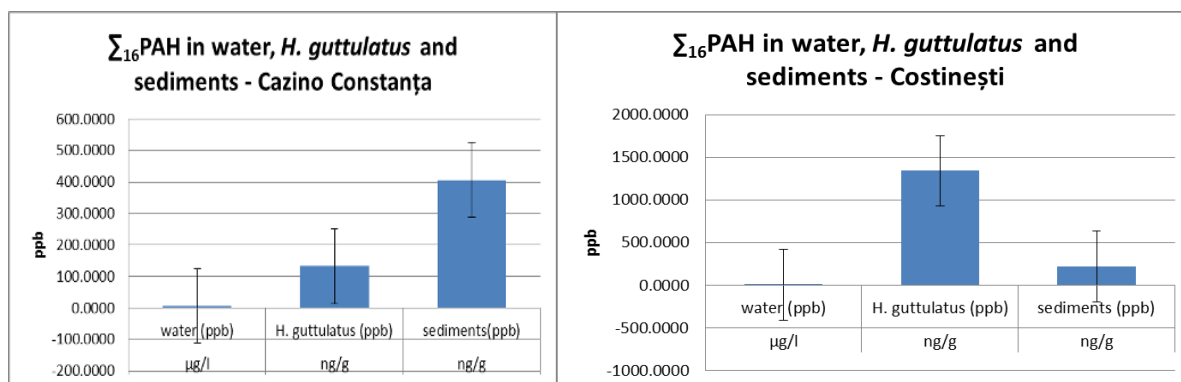 ∑₁₆PAH in water, H. guttulatus and
sediments - Cazino Constanța
600.0000
500.0000
400.0000
300.0000
200.0000
100.0000
0.0000
-100.0000
-200.0000
ppb
water (ppb) H. guttulatus (ppb) sediments(ppb)
µg/l ng/g ng/g
∑₁₆PAH in water, H. guttulatus and
sediments - Costinești
2000.0000
1500.0000
1000.0000
500.0000
0.0000
-500.0000
-1000.0000
ppb
water (ppb) H. guttulatus (ppb) sediments (ppb)
µg/l ng/g ng/g